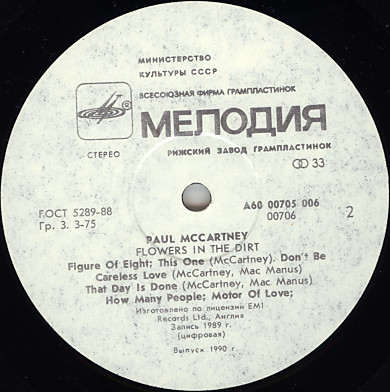 МИНИСТЕРСТВО
КУЛЬТУРЫ СССР
ВСЕСОЮЗНАЯ ФИРМА ГРАМПЛАСТИНОК
МЕЛОДИЯ
СТЕРЕО
РИЖСКИЙ ЗАВОД ГРАМПЛАСТИНОК
33
ГОСТ 5289-88
Гр. 3. 3-75
А60 00705 006
00706
2
PAUL MCCARTNEY
FLOWERS IN THE DIRT
Figure Of Eight; This One (McCartney). Don't Be
Careless Love (McCartney, Mac Manus)
That Day Is Done (McCartney, Mac Manus)
How Many People; Motor Of Love;
Изготовлено по лицензии EMI
Records Ltd., Англия
Запись 1989 г.
(цифровая)
Выпуск 1990 г.